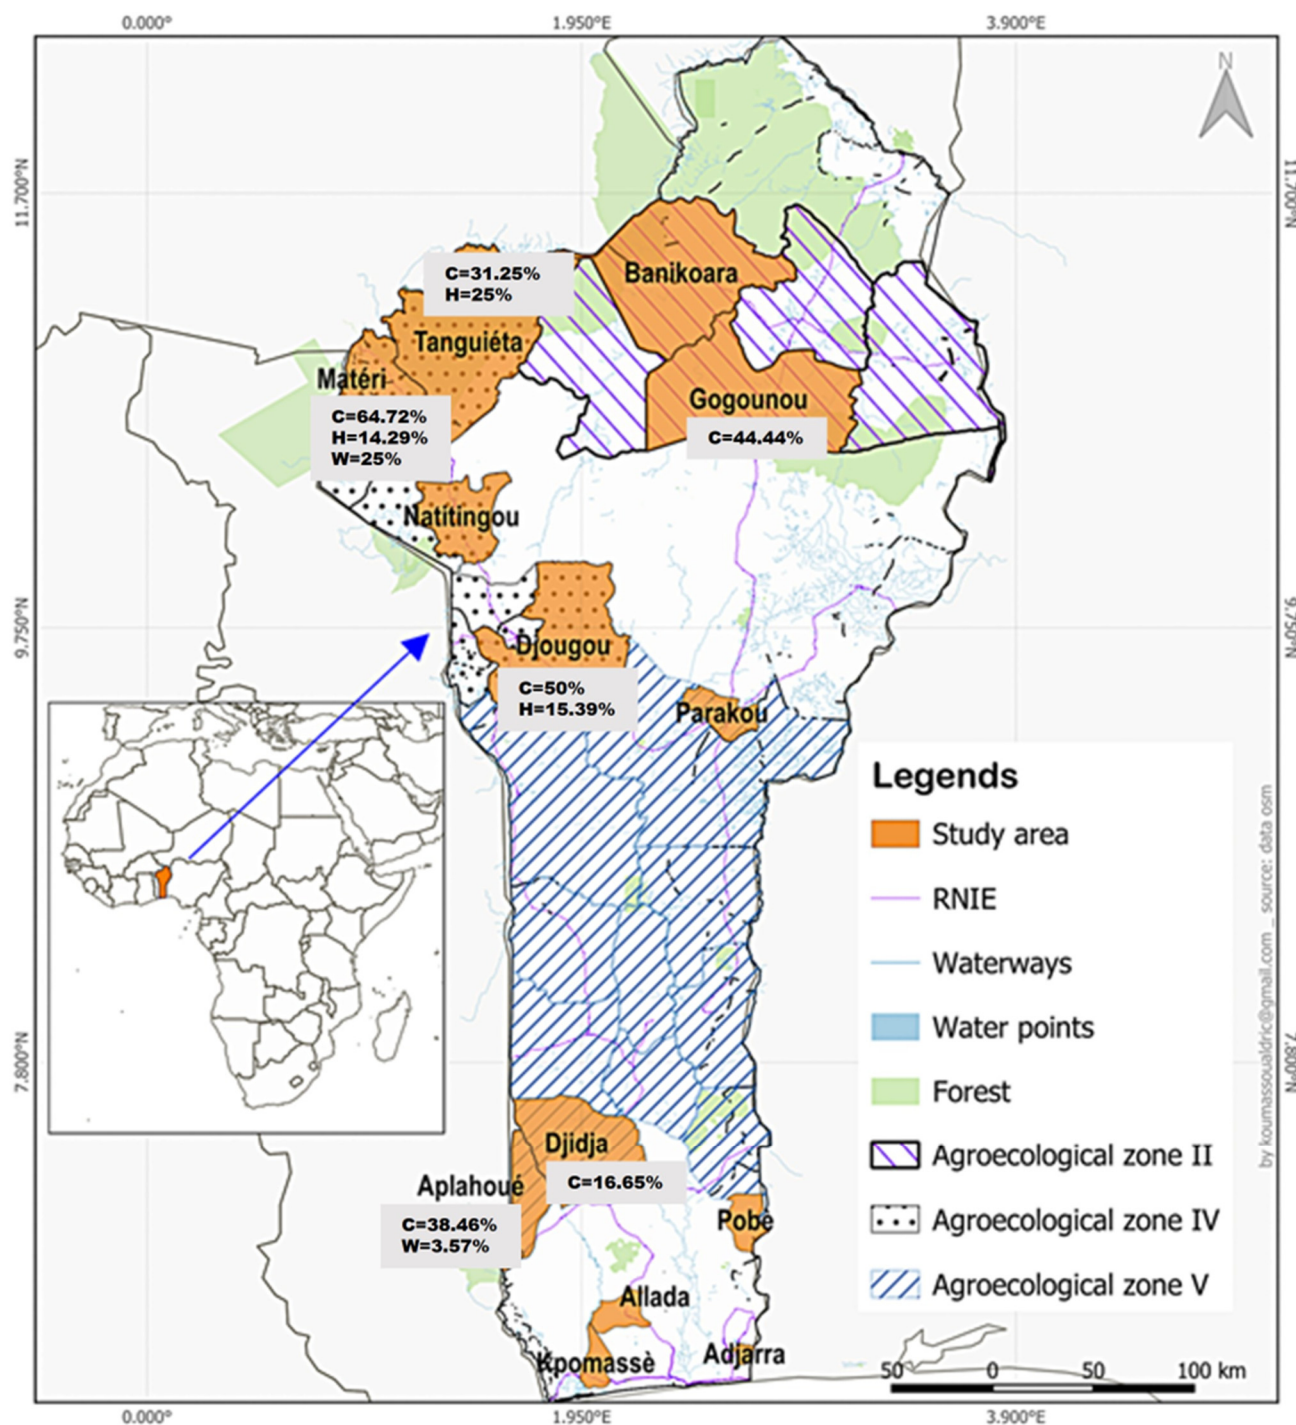 0.000°
1.950°E
3.900°E
N
11.700°N
11.700°N
Banikoara
C=31.25%
H=25%
Tanguiéta
Matéri
Gogounou
C=64.72%
H=14.29%
W=25%
C=44.44%
Natitingou
9.750°N
9.750°N
Djougou
C=50%
H=15.39%
Parakou
Legends
Study area
RNIE
Waterways
Water points
Forest
Agroecological zone II
Agroecological zone IV
Agroecological zone V
by koumassoualdric@gmail.com _ source: data osm
7.800°N
7.800°N
Djidja
C=16.65%
Aplahoué
C=38.46%
W=3.57%
Pobè
Allada
Kpomassè
Adjarra
50 0 50 100 km
0.000°
1.950°E
3.900°E